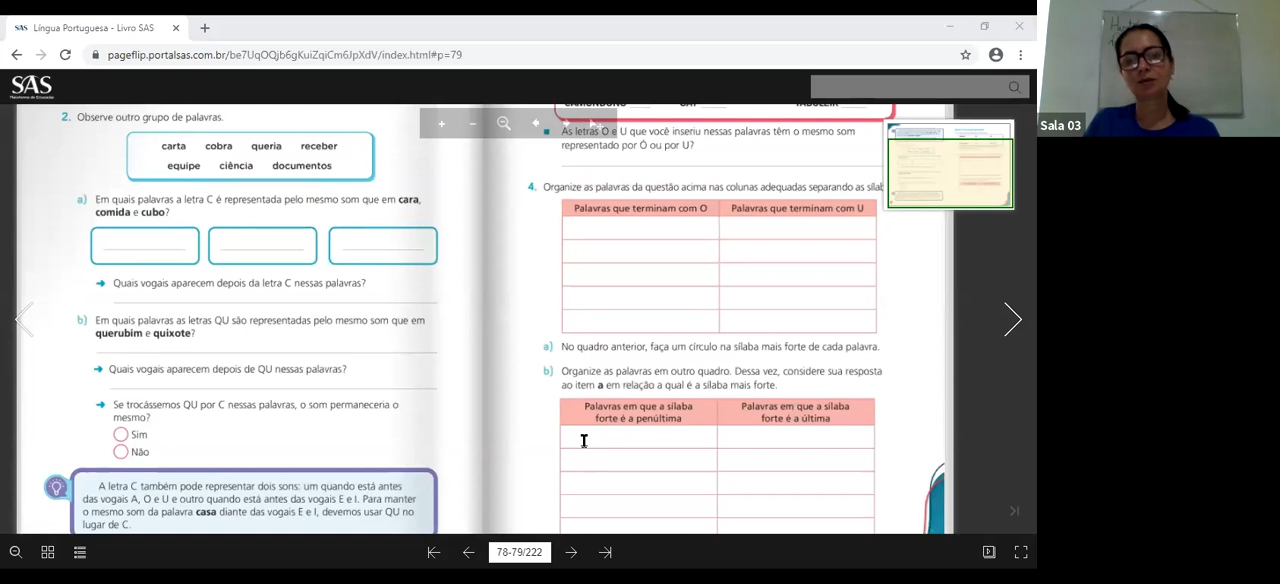 SAS Língua Portuguesa - Livro SAS
pageflip.portalsas.com.br/be7UqOQjb6gKuiZqiCm6JpXdV/index.html#p=79
SAS
2. Observe outro grupo de palavras.
carta cobra queria receber
equipe ciência documentos
a) Em quais palavras a letra C é representada pelo mesmo som que em cara,
comida e cubo?
Quais vogais aparecem depois da letra C nessas palavras?
b) Em quais palavras as letras QU são representadas pelo mesmo som que em
querubim e quixote?
Quais vogais aparecem depois de QU nessas palavras?
Se trocássemos QU por C nessas palavras, o som permaneceria o
mesmo?
Sim
Não
A letra C também pode representar dois sons: um quando está antes
das vogais A, O e U e outro quando está antes das vogais E e I. Para manter
o mesmo som da palavra casa diante das vogais E e I, devemos usar QU no
lugar de C.
As letras O e U que você inseriu nessas palavras têm o mesmo som
representado por O ou por U?
4. Organize as palavras da questão acima nas colunas adequadas separando as
Palavras que terminam com O Palavras que terminam com U
a) No quadro anterior, faça um círculo na sílaba mais forte de cada palavra.
b) Organize as palavras em outro quadro. Dessa vez, considere sua resposta
ao item a em relação a qual é a sílaba mais forte.
Palavras em que a sílaba
forte é a penúltima
Palavras em que a sílaba
forte é a última
78-79/222
Sala 03